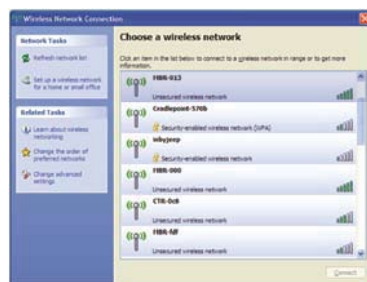 Wireless Network Connection
Network Tasks
Refresh network list
Set up a wireless network
for a home or small office
Related Tasks
Learn about wireless
networking
Change the order of
preferred networks
Change advanced
settings
Choose a wireless network
Click an item in the list below to connect to a wireless network in range or to get more
information.
MBR-013
Unsecured wireless network
Cradlepoint-570b
Security-enabled wireless network (WPA)
Security-enabled wireless network
MBR-000
Unsecured wireless network
CTR-0c8
Unsecured wireless network
MBR-fdf
Unsecured wireless network
Connect